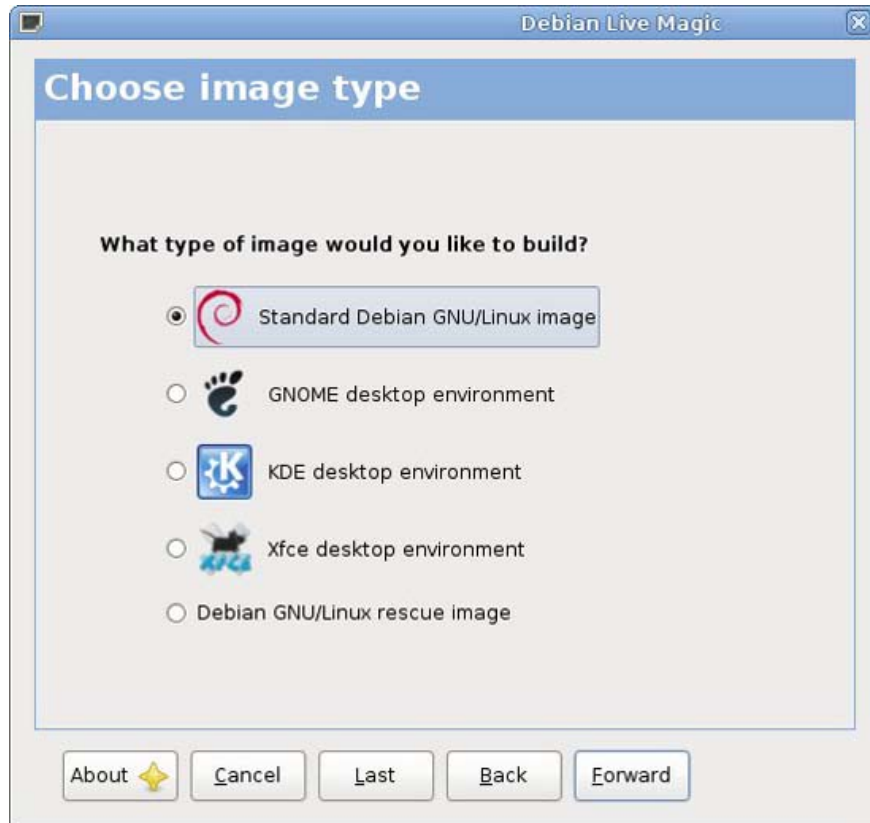 Debian Live Magic
Choose image type
What type of image would you like to build?
Standard Debian GNU/Linux image
GNOME desktop environment
KDE desktop environment
XFCE
Xfce desktop environment
Debian GNU/Linux rescue image
About Cancel Last Back Forward